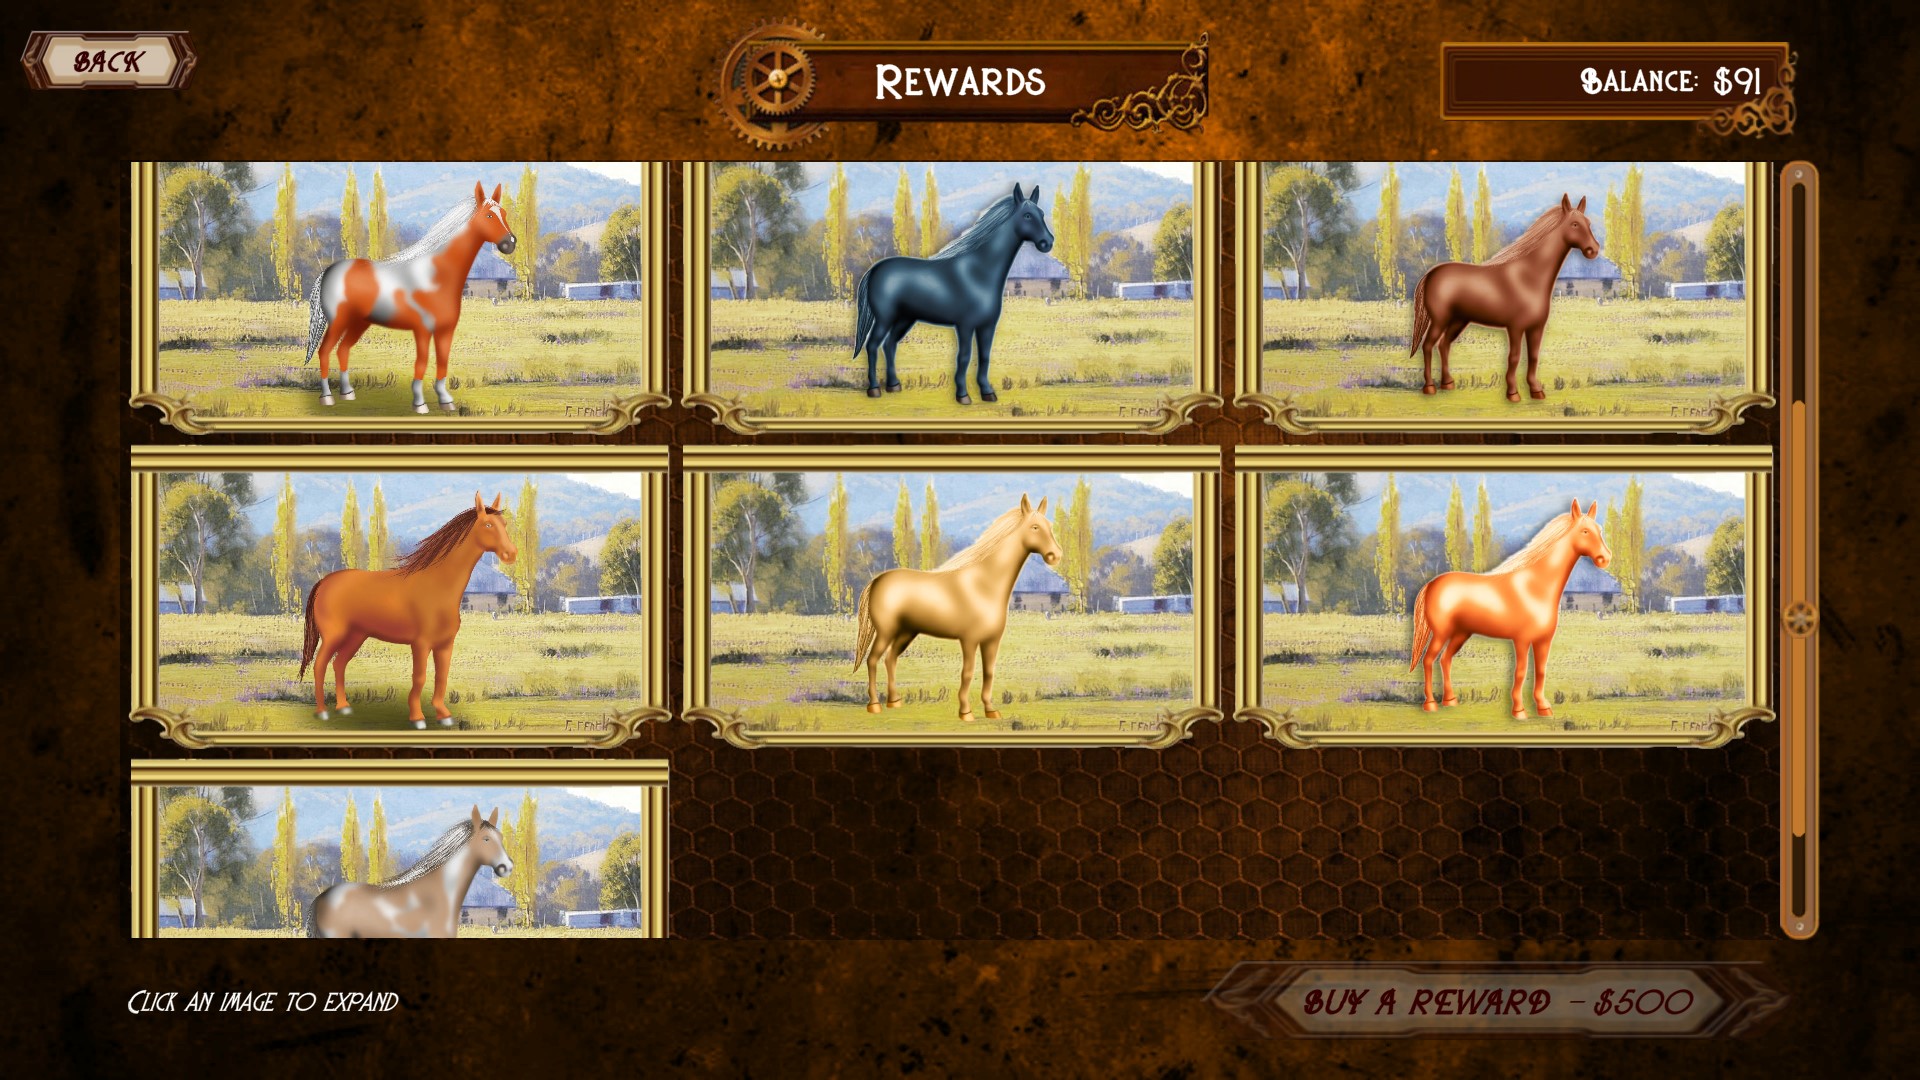 BACK
REWARDS
BALANCE: $91
CLICK AN IMAGE TO EXPAND
BUY A REWARD - $500